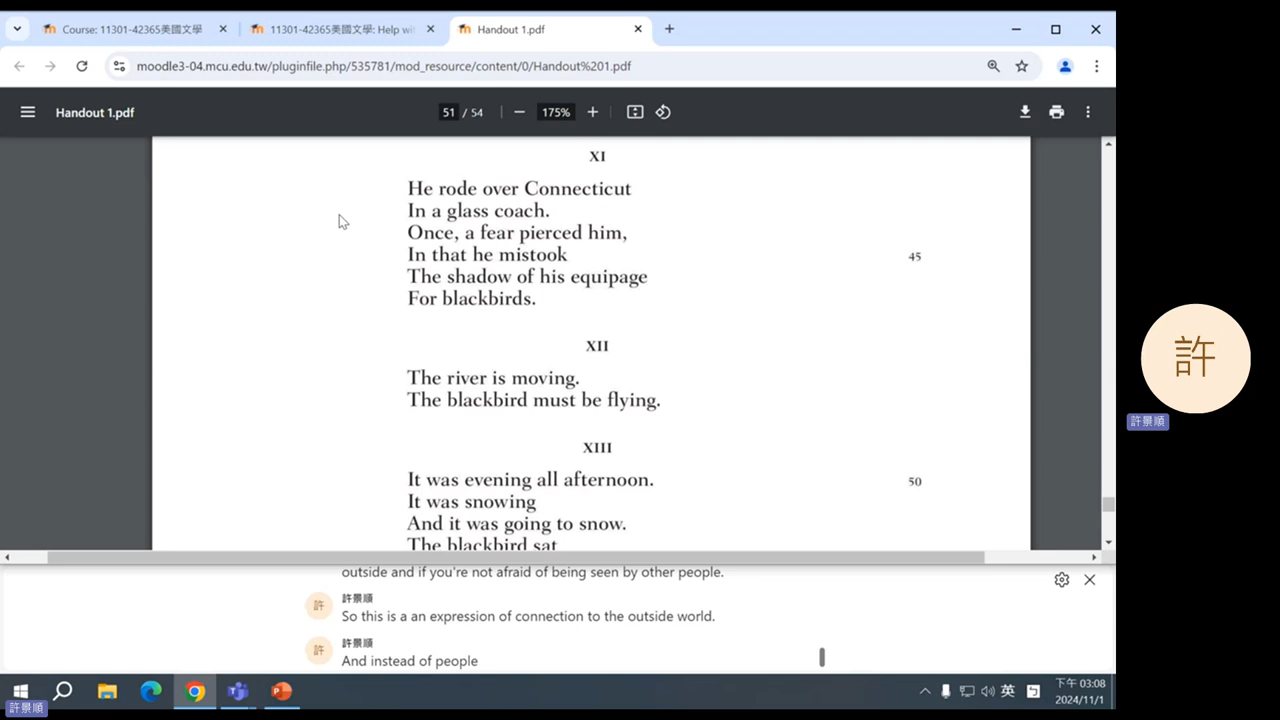 Course: 11301-42365美國文學
11301-42365美國文學: Help wi
Handout 1.pdf
moodle3-04.mcu.edu.tw/pluginfile.php/535781/mod_resource/content/0/Handout%201.pdf
Handout 1.pdf
51 / 54
175%
XI
He rode over Connecticut
In a glass coach.
Once, a fear pierced him,
In that he mistook
45
The shadow of his equipage
For blackbirds.
XII
The river is moving.
The blackbird must be flying.
XIII
It was evening all afternoon.
50
It was snowing
And it was going to snow.
The blackbird sat
許
許景順
outside and if you're not afraid of being seen by other people.
許
許景順
So this is a an expression of connection to the outside world.
許
許景順
And instead of people
英
下午 03:08
2024/11/1
許景順